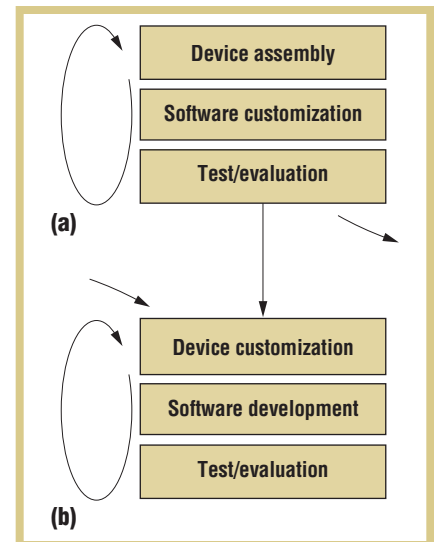 Device assembly
Software customization
Test/evaluation
(a)
Device customization
Software development
Test/evaluation
(b)